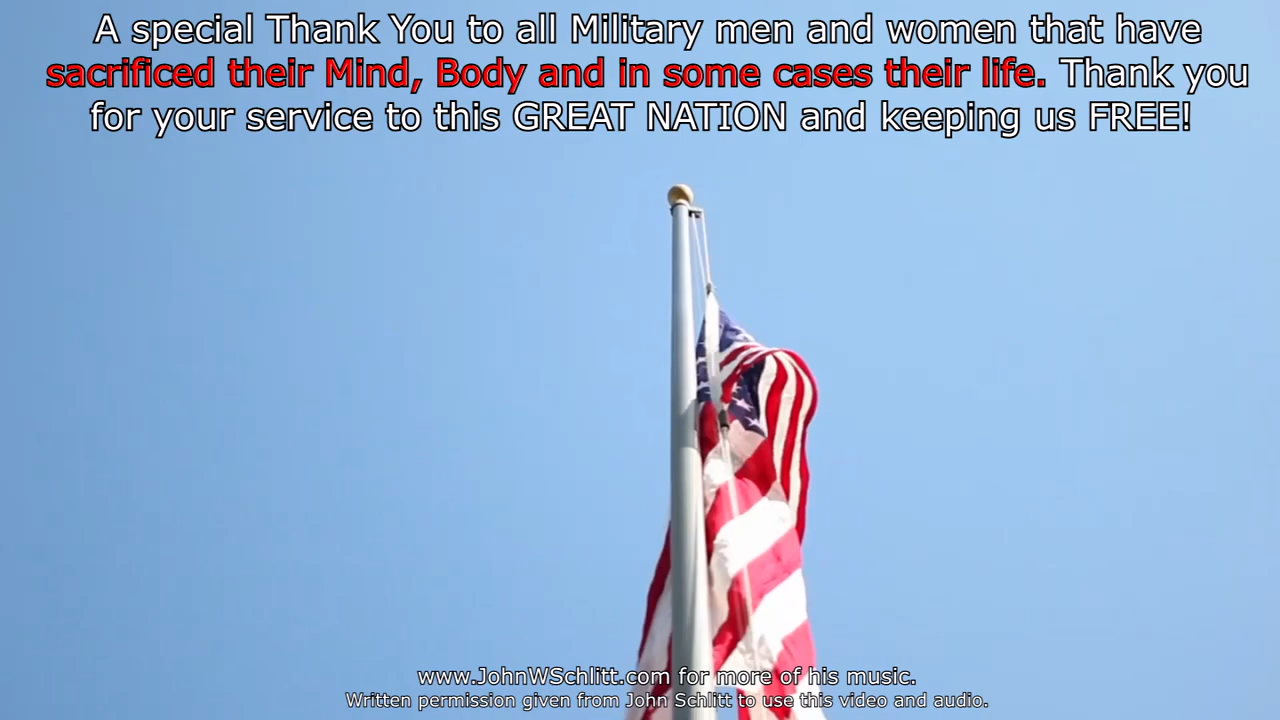 A special Thank You to all Military men and women that have
sacrificed their Mind, Body and in some cases their life. Thank you
for your service to this GREAT NATION and keeping us FREE!
www.JohnWSchlitt.com for more of his music.
Written permission given from John Schlitt to use this video and audio.